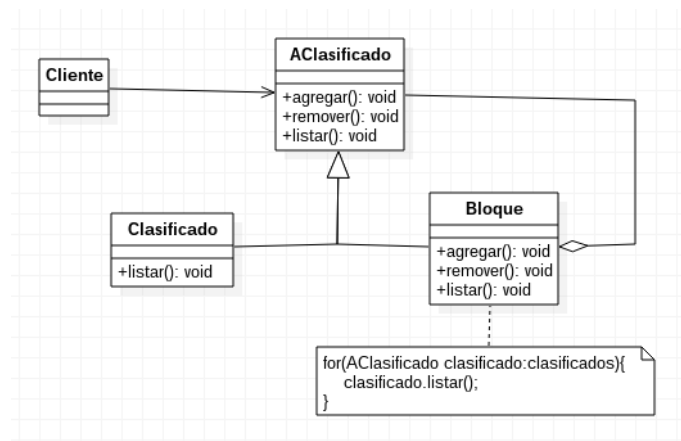 Cliente
AClasificado
+agregar(): void
+remover(): void
+listar(): void
Clasificado
+listar(): void
Bloque
+agregar(): void
+remover(): void
+listar(): void
for(AClasificado clasificado:clasificados){
clasificado.listar();
}